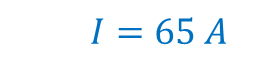 I = 65 A